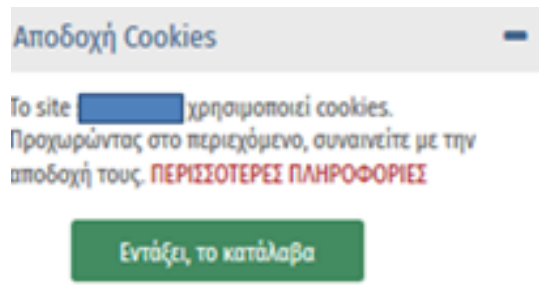 Αποδοχή Cookies
Το site χρησιμοποιεί cookies.
Προχωρώντας στο περιεχόμενο, συναινείτε με την
αποδοχή τους. ΠΕΡΙΣΣΟΤΕΡΕΣ ΠΛΗΡΟΦΟΡΙΕΣ
Εντάξει, το κατάλαβα